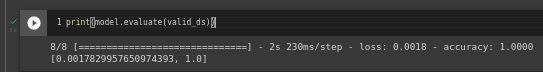 1 print(model.evaluate(valid_ds))
8/8 [==============================] - 2s 230ms/step - loss: 0.0018 - accuracy: 1.0000
[0.0017829957650974393, 1.0]